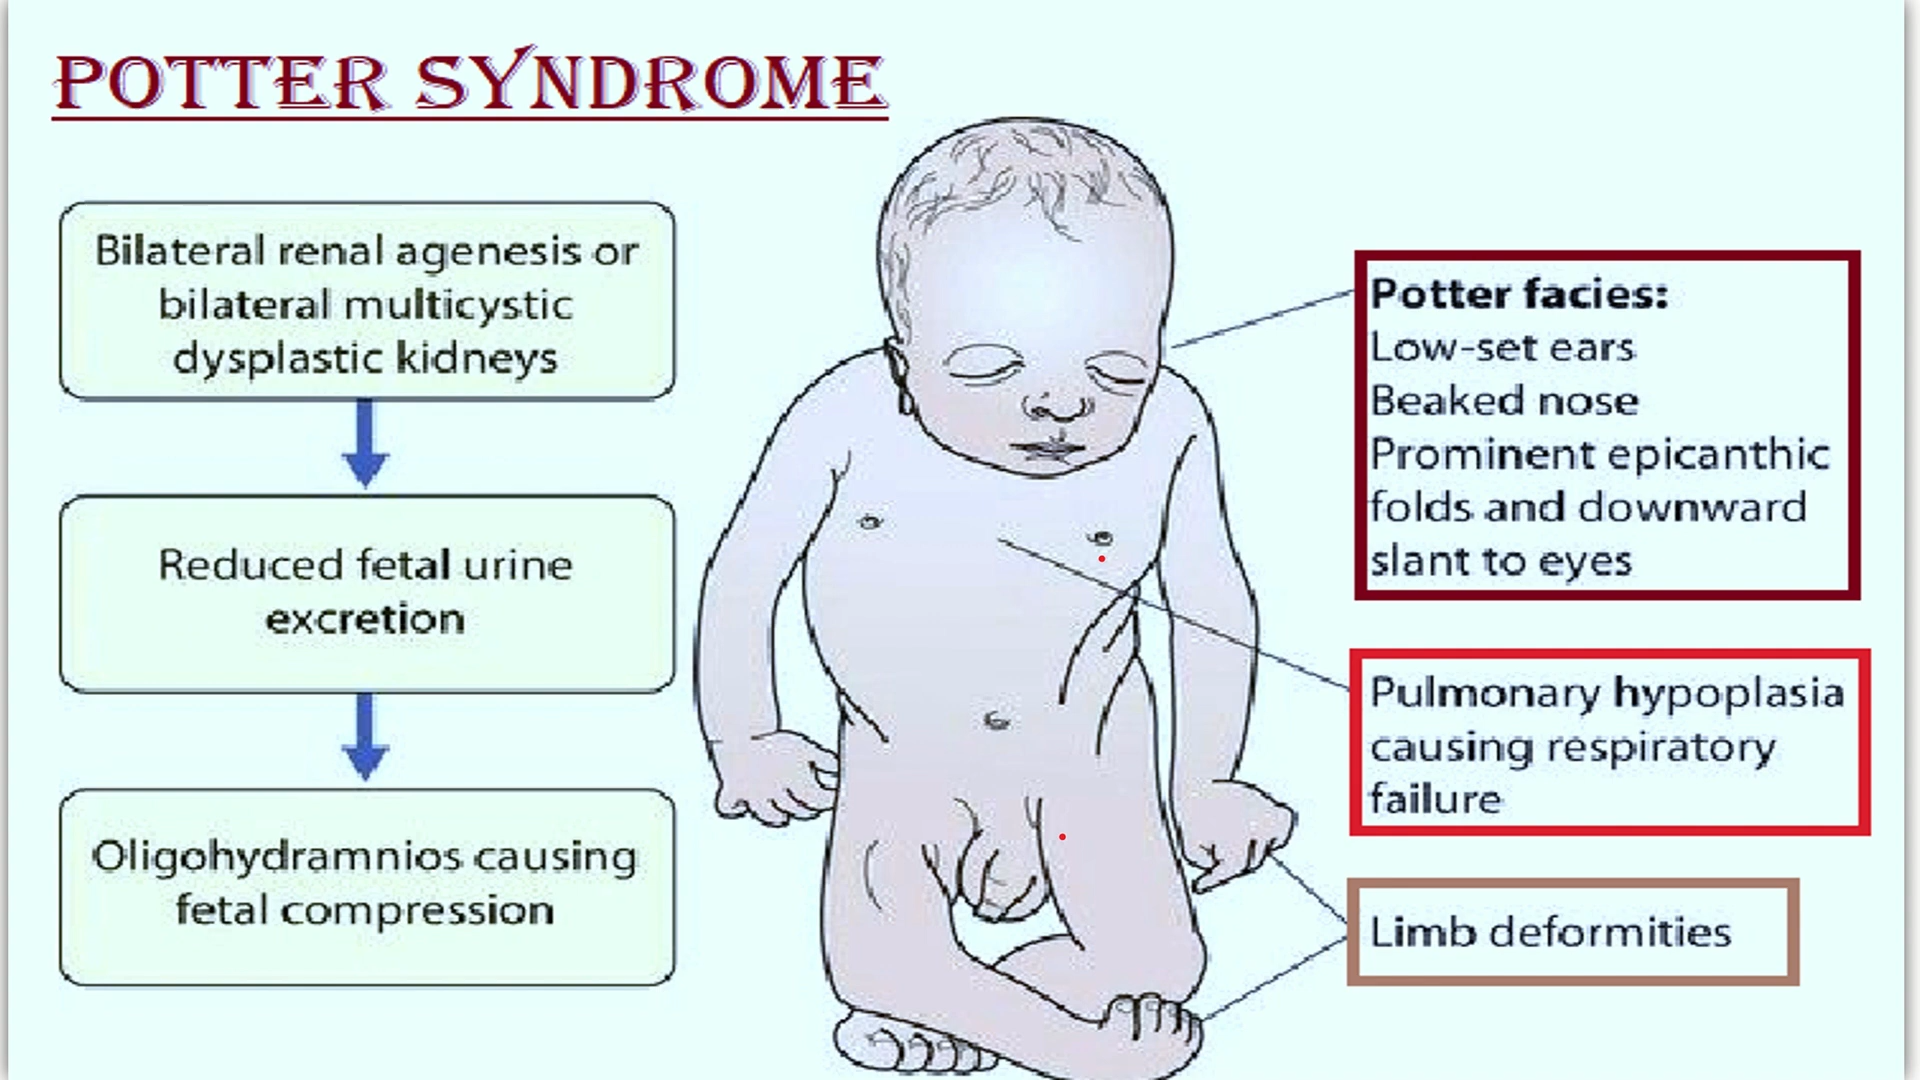 POTTER SYNDROME
Bilateral renal agenesis or
bilateral multicystic
dysplastic kidneys
Reduced fetal urine
excretion
Oligohydramnios causing
fetal compression
Potter facies:
Low-set ears
Beaked nose
Prominent epicanthic
folds and downward
slant to eyes
Pulmonary hypoplasia
causing respiratory
failure
Limb deformities